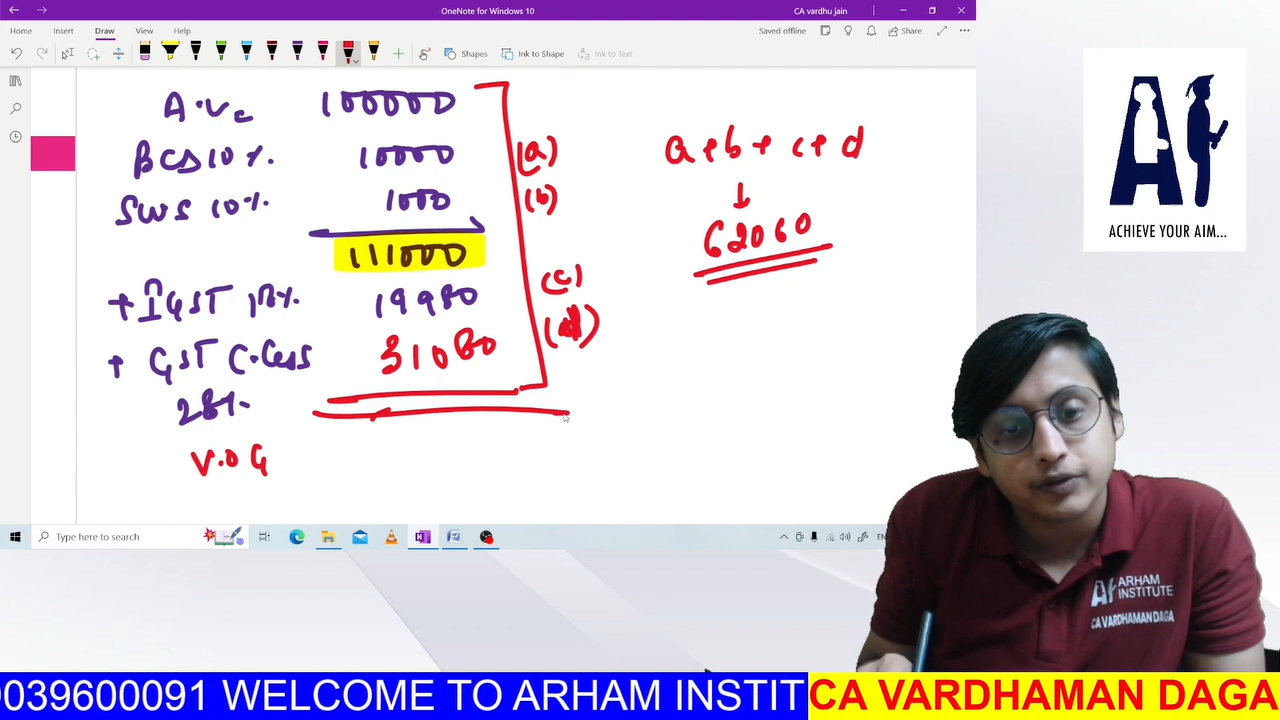 OneNote for Windows 10
CA vardhu jain
Home Insert Draw View Help
Saved offline
Share
Shapes
Ink to Shape
Ink to Text
A.Vc 100000
BCD 10% 10000 (a)
SWS 10% 1000 (b)
111000
+ IGST 18% 19980 (c)
+ GST C.Cess 31080 (d)
28%
V.O G
a+b+c+d
↓
62060
AI
ACHIEVE YOUR AIM...
Type here to search
EN
ARHAM
INSTITUTE
CA VARDHAMAN DAGA
039600091 WELCOME TO ARHAM INSTIT
CA VARDHAMAN DAGA